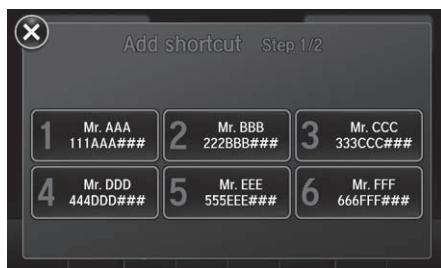 Add shortcut Step 1/2
1 Mr. AAA
111AAA###
2 Mr. BBB
222BBB###
3 Mr. CCC
333CCC###
4 Mr. DDD
444DDD###
5 Mr. EEE
555EEE###
6 Mr. FFF
666FFF###